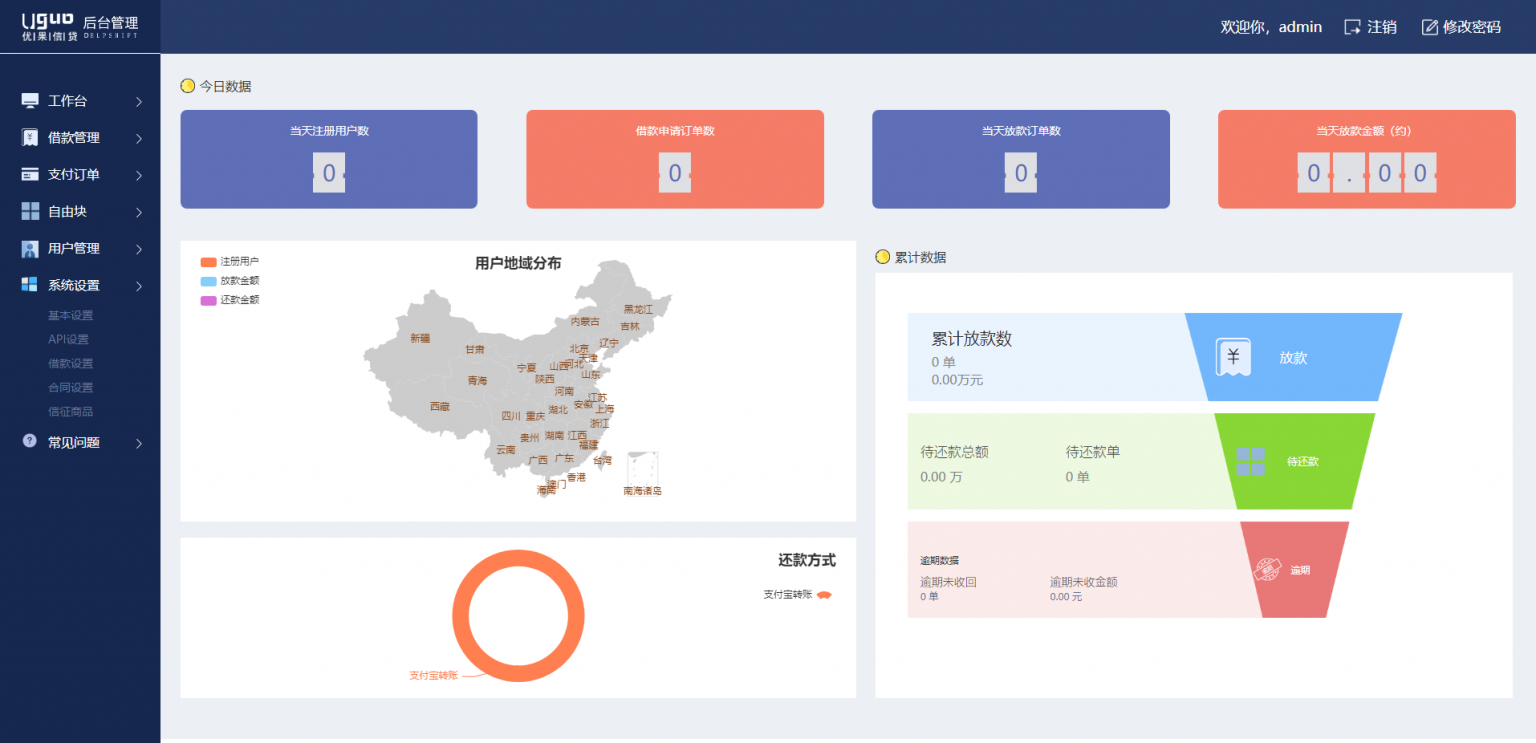 Uguo 后台管理
优果信贷 DELPSHIFT
欢迎你，admin 注销 修改密码
工作台
借款管理
支付订单
自由块
用户管理
系统设置
基本设置
API设置
借款设置
合同设置
信征商品
常见问题
今日数据
当天注册用户数
0
借款申请订单数
0
当天放款订单数
0
当天放款金额（约）
0.00
用户地域分布
注册用户
放款金额
还款金额
黑龙江
内蒙古
吉林
新疆
辽宁
甘肃
北京
天津
宁夏
山西
河北
山东
青海
陕西
河南
江苏
西藏
安徽
上海
四川
重庆
湖北
浙江
贵州
湖南
江西
福建
云南
广西
广东
台湾
香港
澳门
海南
南海诸岛
还款方式
支付宝转账
支付宝转账
累计数据
累计放款数
0 单
0.00万元
¥ 放款
待还款总额 待还款单
0.00 万 0 单
待还款
逾期数据
逾期未收回 逾期未收金额
0 单 0.00 元
逾期